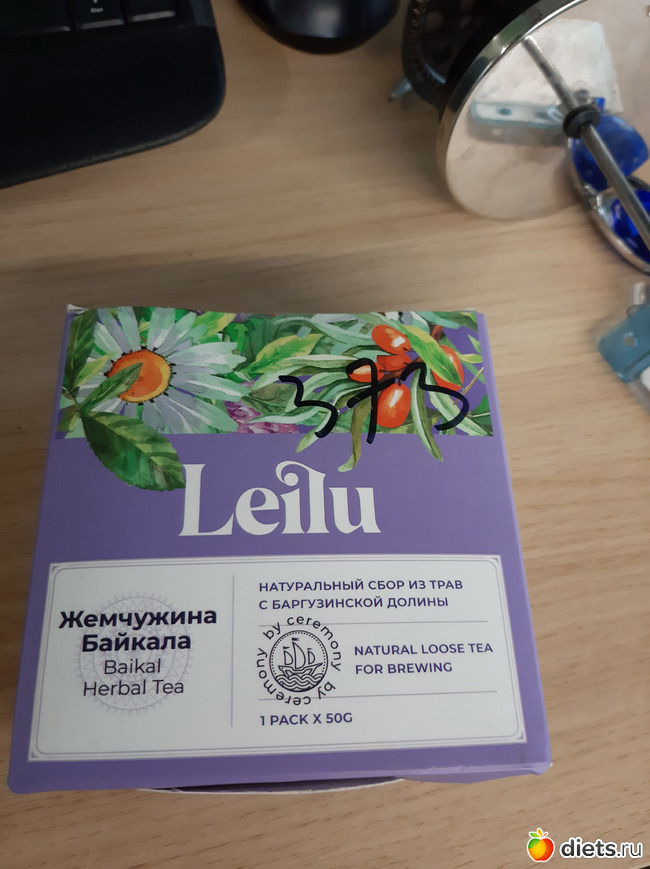 373
Leilu
Жемчужина
Байкала
Baikal
Herbal Tea
НАТУРАЛЬНЫЙ СБОР ИЗ ТРАВ
С БАРГУЗИНСКОЙ ДОЛИНЫ
by ceremony by ceremony
NATURAL LOOSE TEA
FOR BREWING
1 PACK X 50G
diets.ru